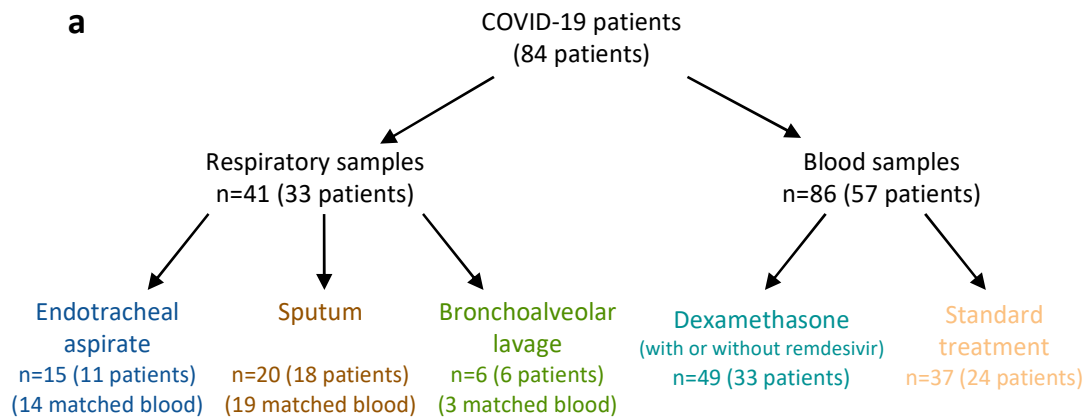 a
COVID-19 patients
(84 patients)
Respiratory samples
n=41 (33 patients)
Blood samples
n=86 (57 patients)
Endotracheal
aspirate
n=15 (11 patients)
(14 matched blood)
Sputum
n=20 (18 patients)
(19 matched blood)
Bronchoalveolar
lavage
n=6 (6 patients)
(3 matched blood)
Dexamethasone
(with or without remdesivir)
n=49 (33 patients)
Standard
treatment
n=37 (24 patients)